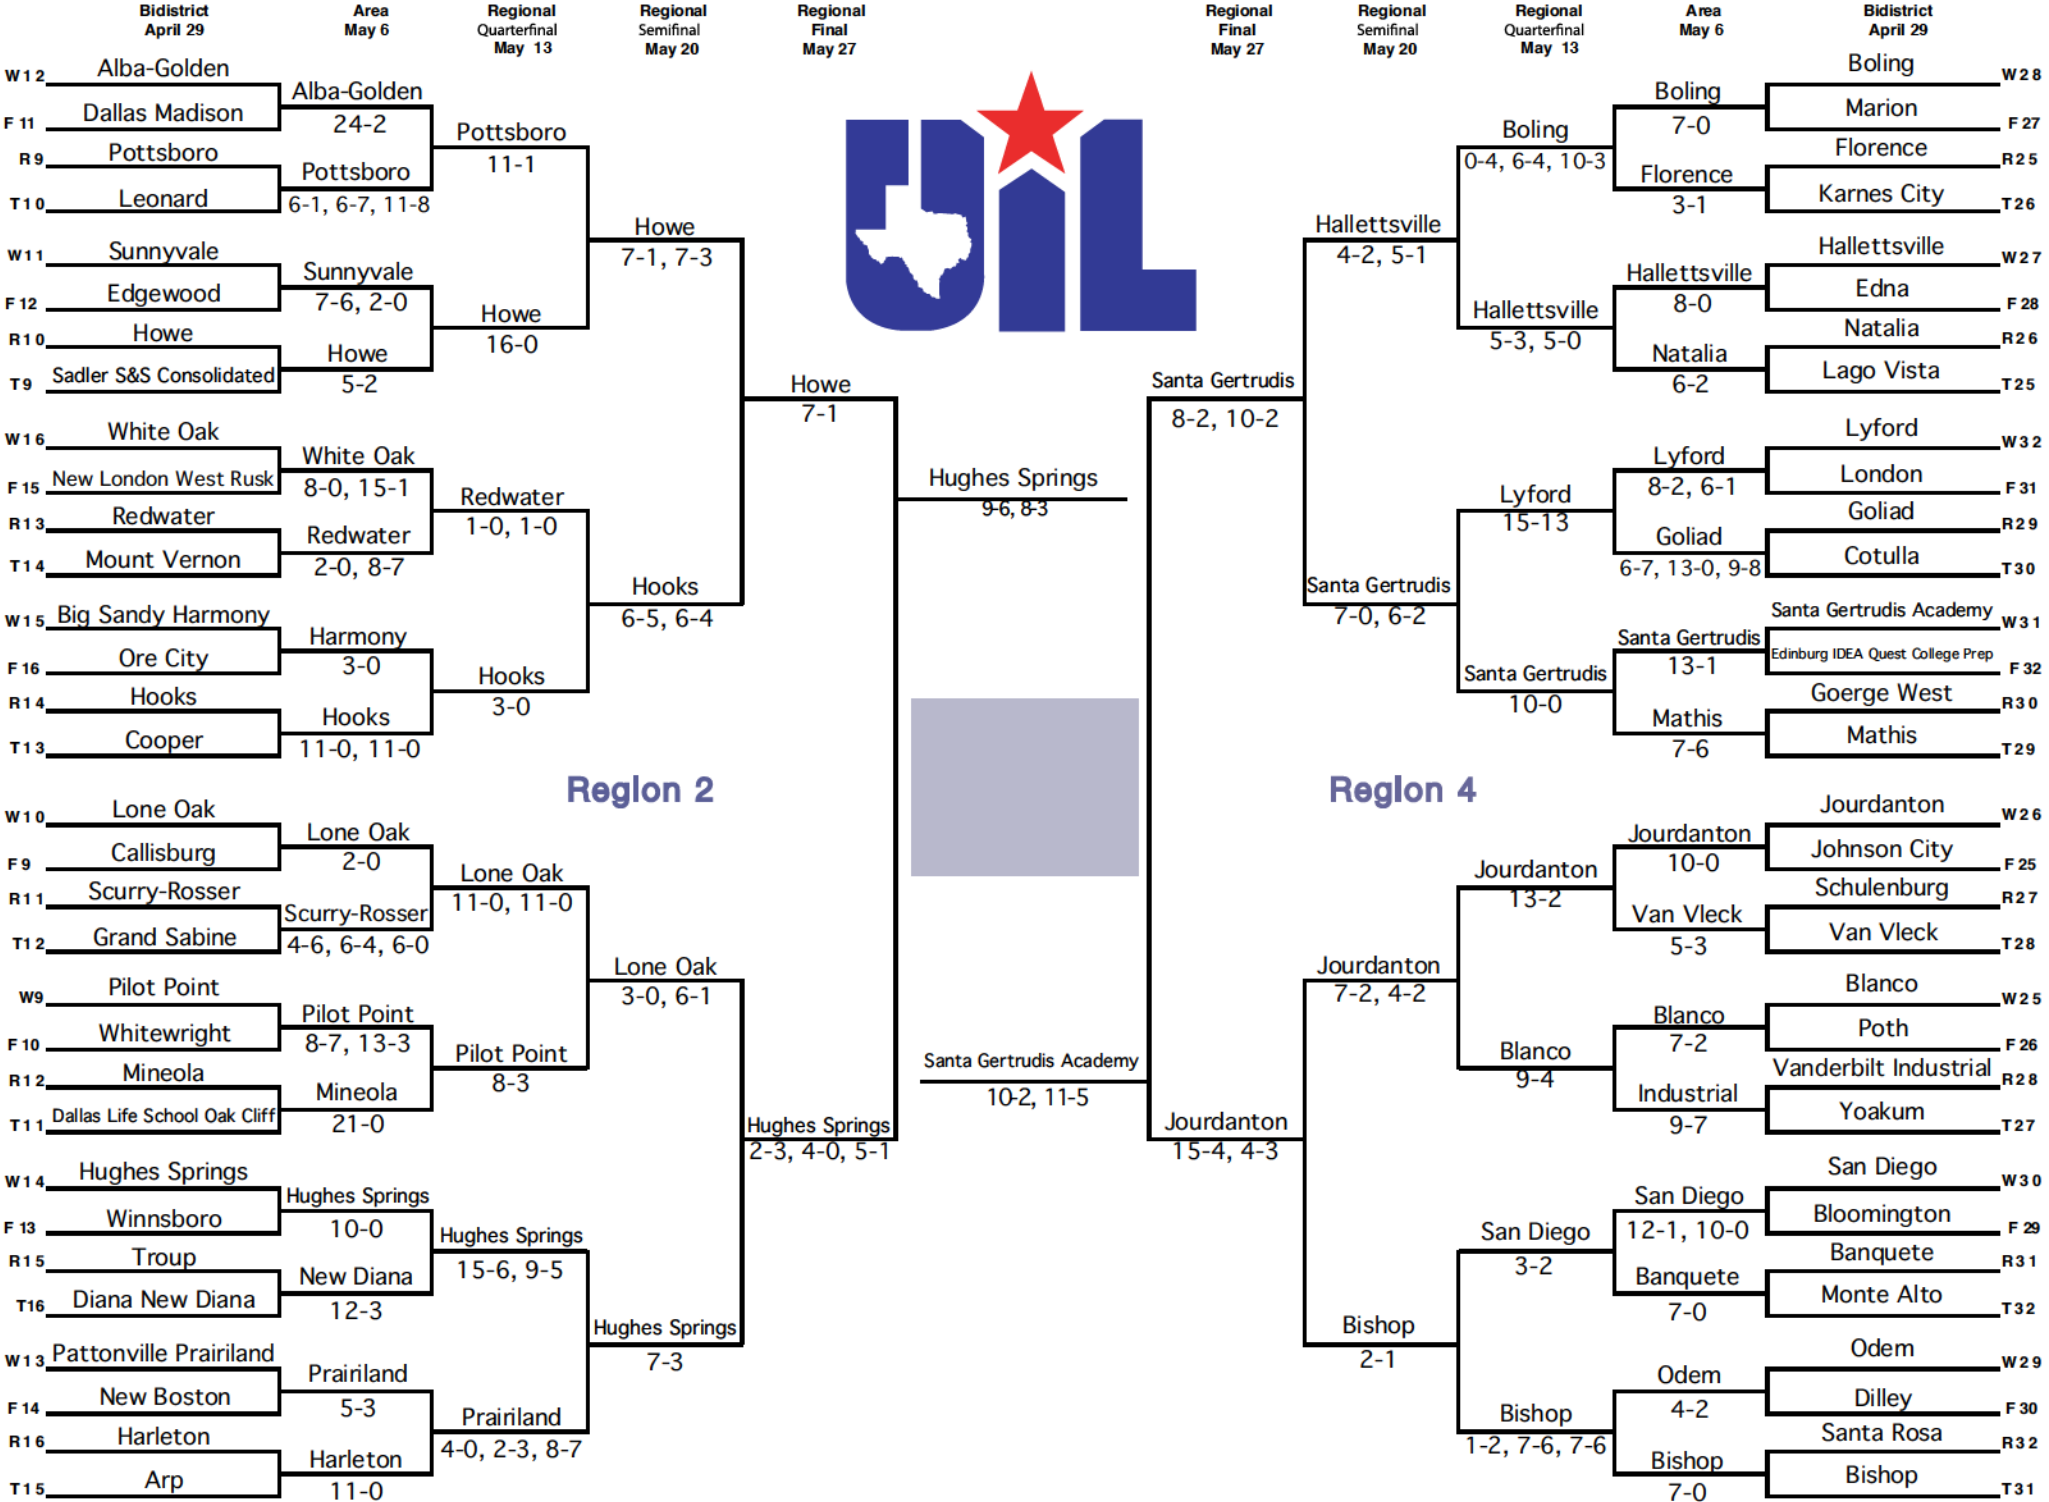 Bidistrict
April 29
Area
May 6
Regional
Quarterfinal
May 13
Regional
Semifinal
May 20
Regional
Final
May 27
Regional
Final
May 27
Regional
Semifinal
May 20
Regional
Quarterfinal
May 13
Area
May 6
Bidistrict
April 29
UIL
W12 Alba-Golden
F 11 Dallas Madison
R9 Pottsboro
T10 Leonard
W11 Sunnyvale
F12 Edgewood
R10 Howe
T9 Sadler S&S Consolidated
W16 White Oak
F15 New London West Rusk
R13 Redwater
T14 Mount Vernon
W15 Big Sandy Harmony
F16 Ore City
R14 Hooks
T13 Cooper
W10 Lone Oak
F9 Callisburg
R11 Scurry-Rosser
T12 Grand Sabine
W9 Pilot Point
F10 Whitewright
R12 Mineola
T11 Dallas Life School Oak Cliff
W14 Hughes Springs
F 13 Winnsboro
R15 Troup
T16 Diana New Diana
W13 Pattonville Prairiland
F14 New Boston
R16 Harleton
T15 Arp
Alba-Golden
24-2
Pottsboro
6-1, 6-7, 11-8
Sunnyvale
7-6, 2-0
Howe
5-2
White Oak
8-0, 15-1
Redwater
2-0, 8-7
Harmony
3-0
Hooks
11-0, 11-0
Lone Oak
2-0
Scurry-Rosser
4-6, 6-4, 6-0
Pilot Point
8-7, 13-3
Mineola
21-0
Hughes Springs
10-0
New Diana
12-3
Prairiland
5-3
Harleton
11-0
Pottsboro
11-1
Howe
16-0
Redwater
1-0, 1-0
Hooks
3-0
Lone Oak
11-0, 11-0
Pilot Point
8-3
Hughes Springs
15-6, 9-5
Prairiland
4-0, 2-3, 8-7
Howe
7-1, 7-3
Hooks
6-5, 6-4
Region 2
Lone Oak
3-0, 6-1
Hughes Springs
7-3
Howe
7-1
Hughes Springs
2-3, 4-0, 5-1
Hughes Springs
9-6, 8-3
Santa Gertrudis Academy
10-2, 11-5
Santa Gertrudis
8-2, 10-2
Jourdanton
15-4, 4-3
Hallettsville
4-2, 5-1
Santa Gertrudis
7-0, 6-2
Region 4
Jourdanton
7-2, 4-2
Bishop
2-1
Boling
0-4, 6-4, 10-3
Hallettsville
5-3, 5-0
Lyford
15-13
Santa Gertrudis
10-0
Jourdanton
13-2
Blanco
9-4
San Diego
3-2
Bishop
1-2, 7-6, 7-6
Boling
7-0
Florence
3-1
Hallettsville
8-0
Natalia
6-2
Lyford
8-2, 6-1
Goliad
6-7, 13-0, 9-8
Santa Gertrudis
13-1
Mathis
7-6
Jourdanton
10-0
Van Vleck
5-3
Blanco
7-2
Industrial
9-7
San Diego
12-1, 10-0
Banquete
7-0
Odem
4-2
Bishop
7-0
Boling W28
Marion F27
Florence R25
Karnes City T26
Hallettsville W27
Edna F28
Natalia R26
Lago Vista T25
Lyford W32
London F31
Goliad R29
Cotulla T30
Santa Gertrudis Academy W31
Edinburg IDEA Quest College Prep F32
Goerge West R30
Mathis T29
Jourdanton W26
Johnson City F25
Schulenburg R27
Van Vleck T28
Blanco W25
Poth F26
Vanderbilt Industrial R28
Yoakum T27
San Diego W30
Bloomington F29
Banquete R31
Monte Alto T32
Odem W29
Dilley F30
Santa Rosa R32
Bishop T31